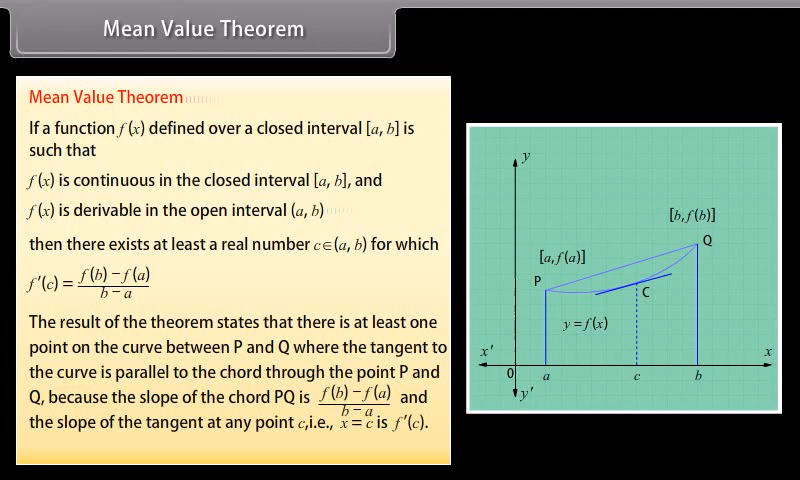 Mean Value Theorem
Mean Value Theorem
If a function f(x) defined over a closed interval [a, b] is
such that
f(x) is continuous in the closed interval [a, b], and
f(x) is derivable in the open interval (a, b)
then there exists at least a real number c∈(a, b) for which
f′(c) = f(b) − f(a) / b − a
The result of the theorem states that there is at least one
point on the curve between P and Q where the tangent to
the curve is parallel to the chord through the point P and
Q, because the slope of the chord PQ is f(b) − f(a) / b − a and
the slope of the tangent at any point c,i.e., x = c is f′(c).
y
[b, f(b)]
Q
[a, f(a)]
P
C
y = f(x)
x′
x
0
a
c
b
y′